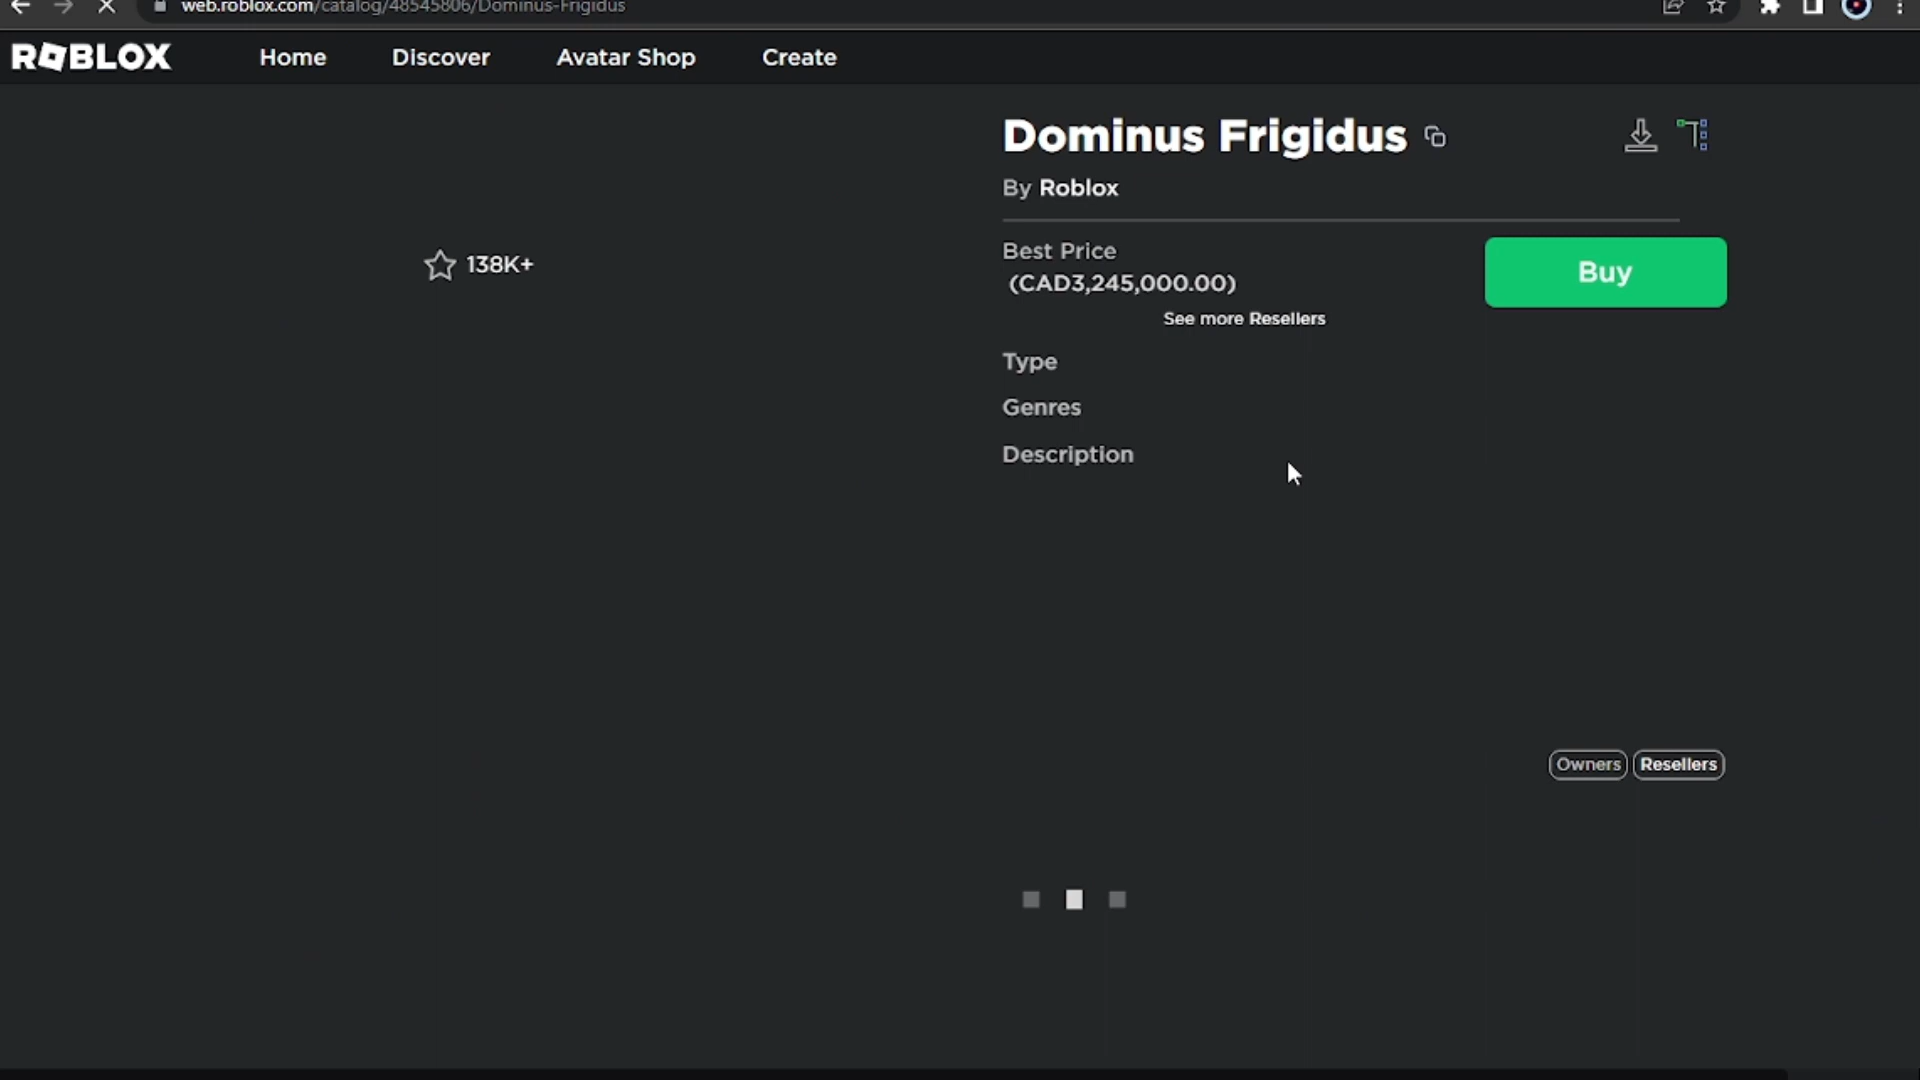 web.roblox.com/catalog/48545806/Dominus-Frigidus
ROBLOX Home Discover Avatar Shop Create
Dominus Frigidus
By Roblox
138K+
Best Price
(CAD3,245,000.00)
Buy
See more Resellers
Type
Genres
Description
Owners Resellers